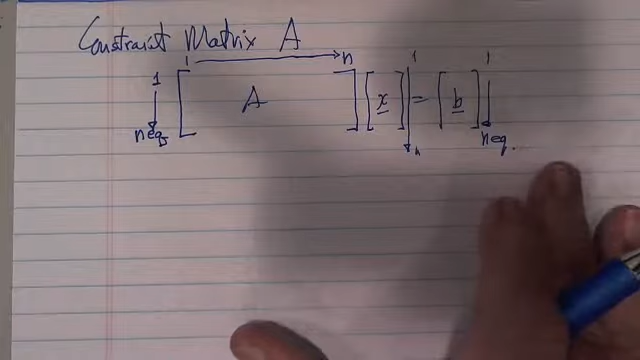 Constraint Matrix A
1 n 1 1
1 [ A ] [ x ] = [ b ]
neq n neq.